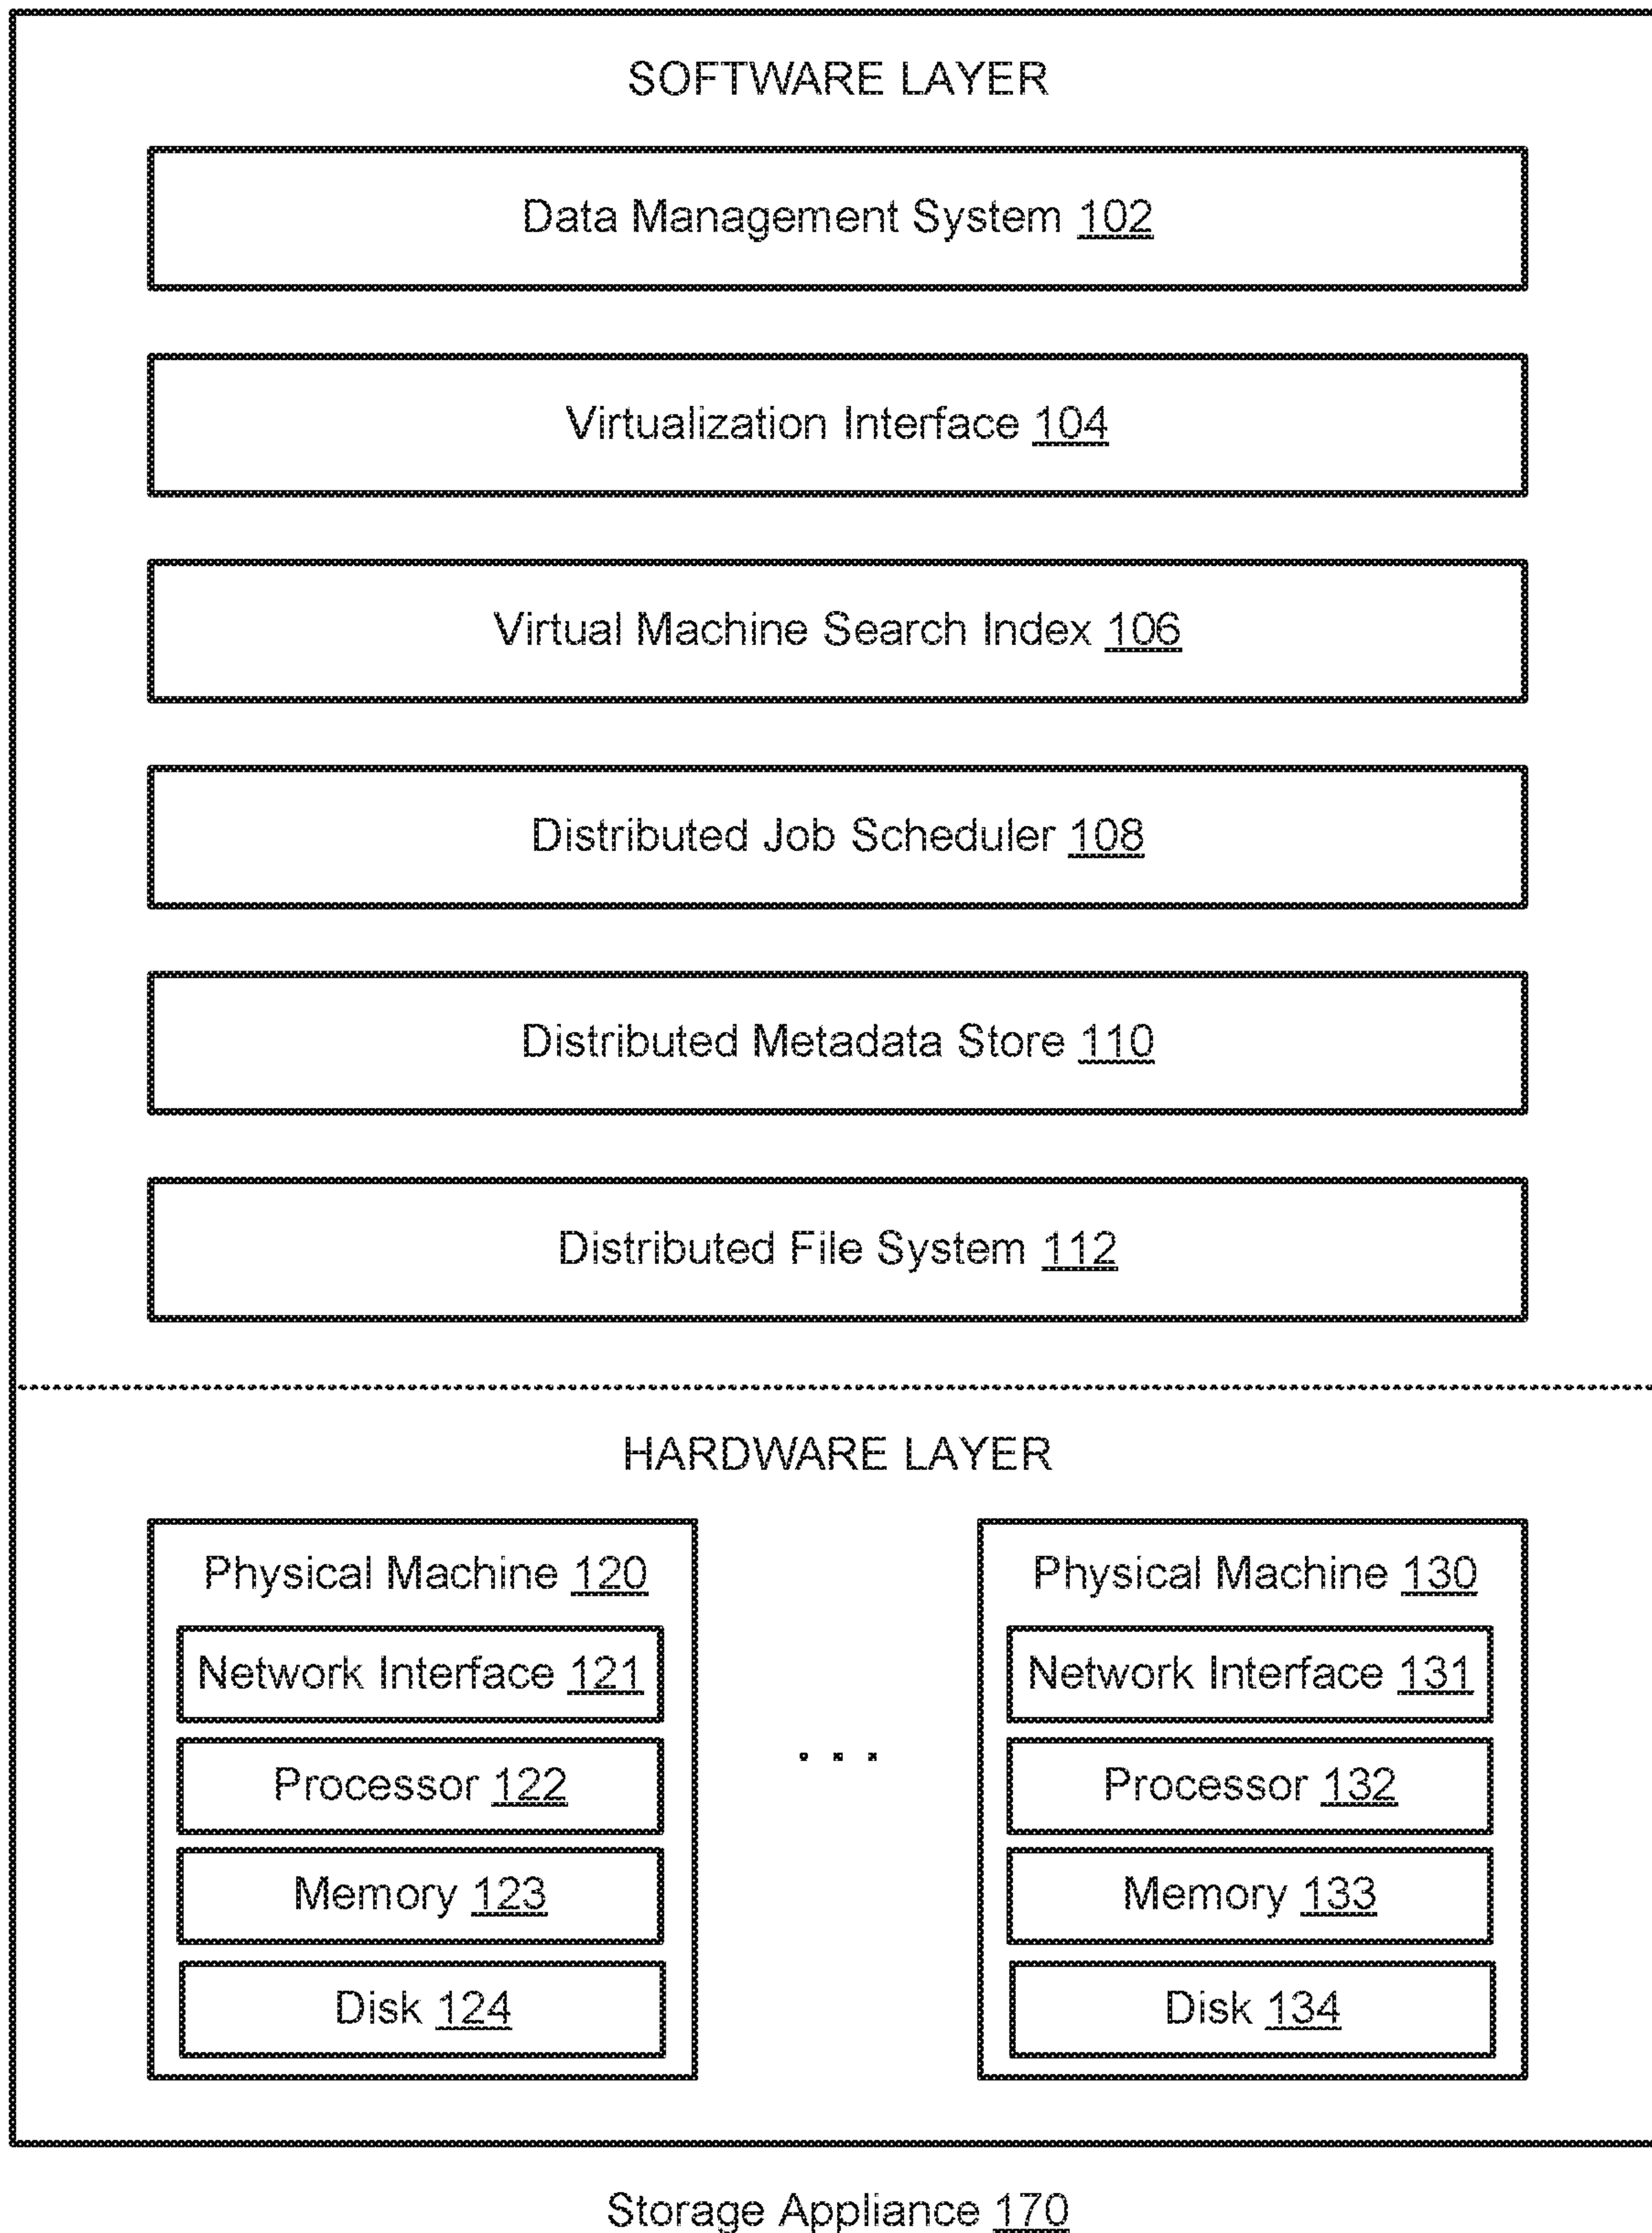 SOFTWARE LAYER
Data Management System 102
Virtualization Interface 104
Virtual Machine Search Index 106
Distributed Job Scheduler 108
Distributed Metadata Store 110
Distributed File System 112
HARDWARE LAYER
Physical Machine 120
Network Interface 121
Processor 122
Memory 123
Disk 124
. . .
Physical Machine 130
Network Interface 131
Processor 132
Memory 133
Disk 134
Storage Appliance 170